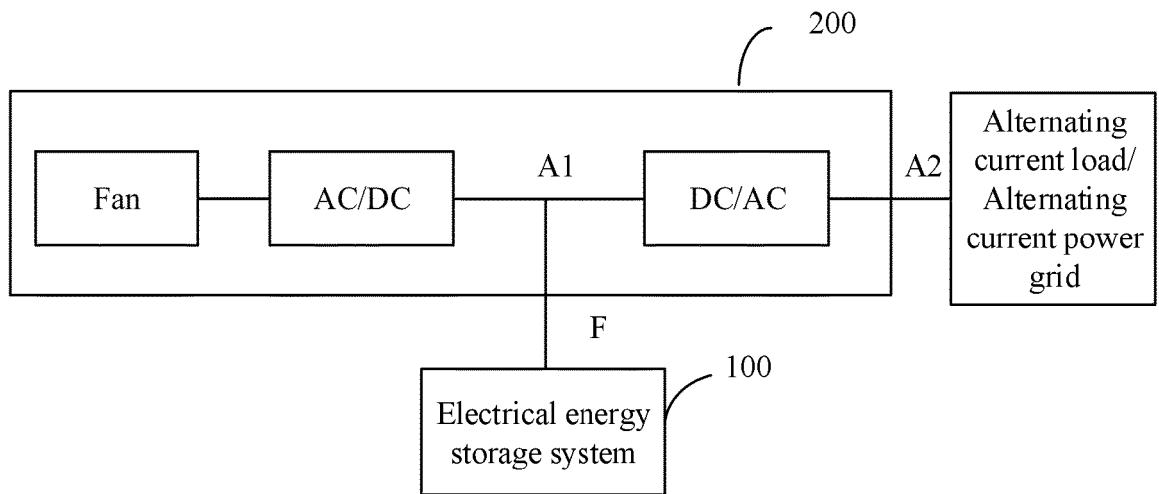 200
Fan
AC/DC
A1
DC/AC
A2
Alternating
current load/
Alternating
current power
grid
F
100
Electrical energy
storage system